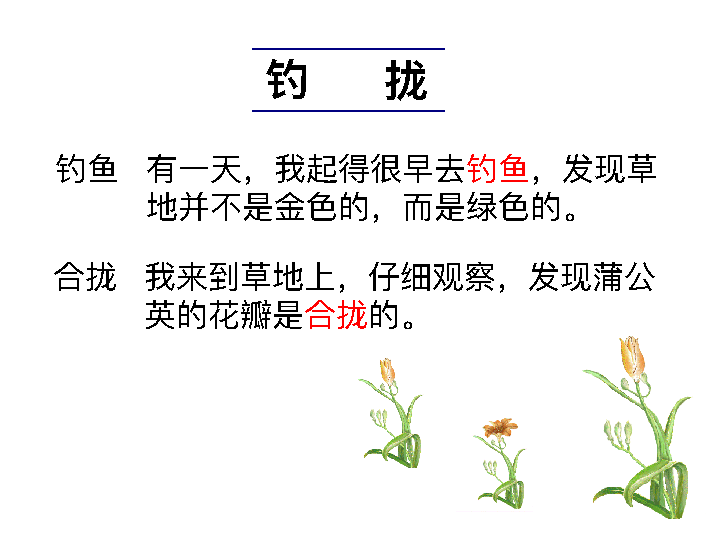 钓 拢
钓鱼 有一天，我起得很早去钓鱼，发现草
地并不是金色的，而是绿色的。
合拢 我来到草地上，仔细观察，发现蒲公
英的花瓣是合拢的。